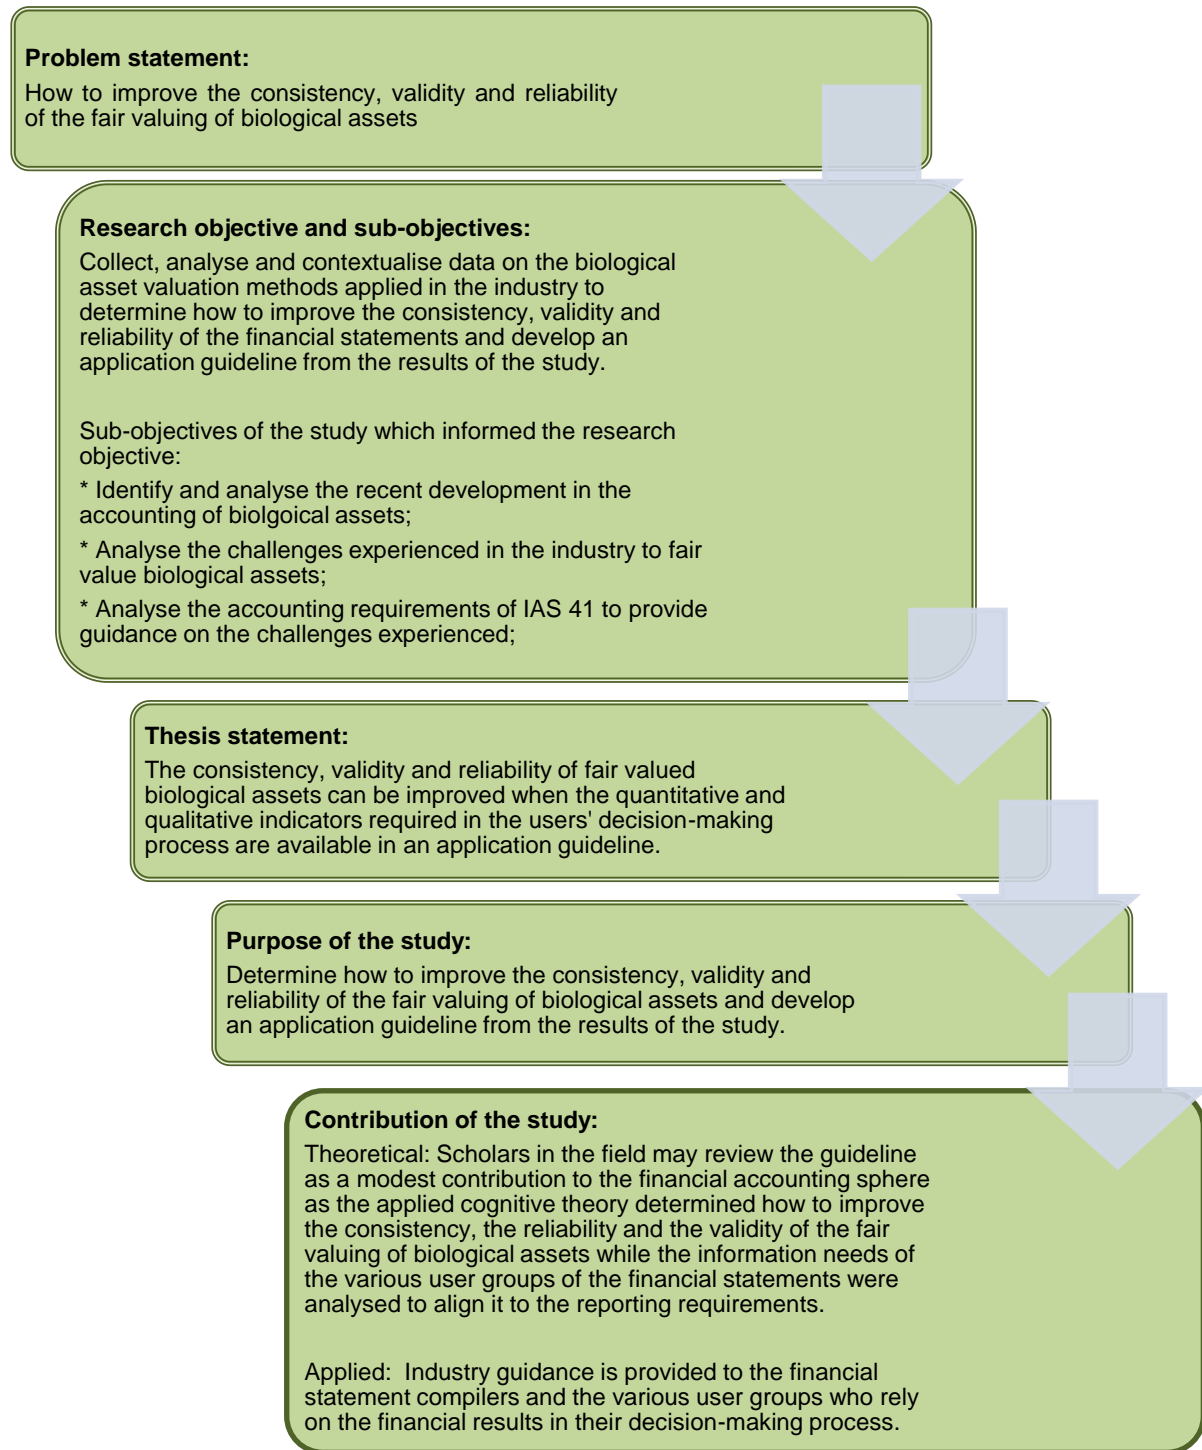 Problem statement:
How to improve the consistency, validity and reliability
of the fair valuing of biological assets
Research objective and sub-objectives:
Collect, analyse and contextualise data on the biological
asset valuation methods applied in the industry to
determine how to improve the consistency, validity and
reliability of the financial statements and develop an
application guideline from the results of the study.
Sub-objectives of the study which informed the research
objective:
* Identify and analyse the recent development in the
accounting of biolgoical assets;
* Analyse the challenges experienced in the industry to fair
value biological assets;
* Analyse the accounting requirements of IAS 41 to provide
guidance on the challenges experienced;
Thesis statement:
The consistency, validity and reliability of fair valued
biological assets can be improved when the quantitative and
qualitative indicators required in the users' decision-making
process are available in an application guideline.
Purpose of the study:
Determine how to improve the consistency, validity and
reliability of the fair valuing of biological assets and develop
an application guideline from the results of the study.
Contribution of the study:
Theoretical: Scholars in the field may review the guideline
as a modest contribution to the financial accounting sphere
as the applied cognitive theory determined how to improve
the consistency, the reliability and the validity of the fair
valuing of biological assets while the information needs of
the various user groups of the financial statements were
analysed to align it to the reporting requirements.
Applied:  Industry guidance is provided to the financial
statement compilers and the various user groups who rely
on the financial results in their decision-making process.